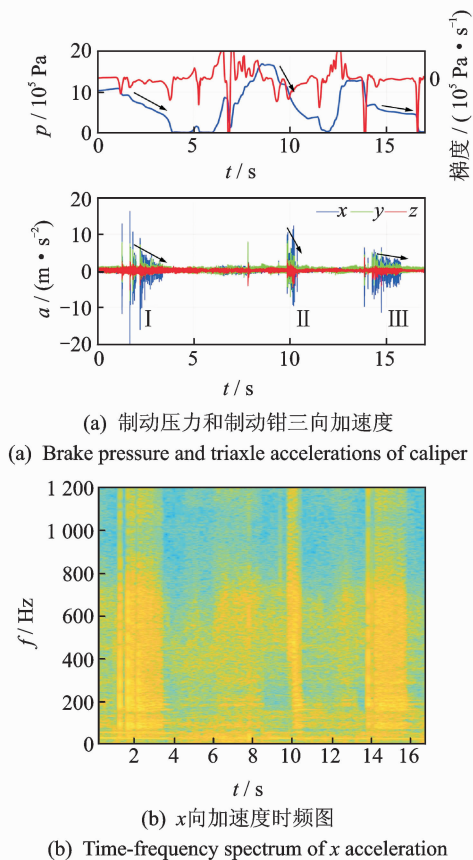 20
10
0
p / 10⁵ Pa
0
梯度 / ( 10⁵ Pa·s⁻¹)
0 5 10 15
t / s
20
10
0
−10
−20
a / (m·s⁻²)
x y z
I II III
0 5 10 15
t / s
(a) 制动压力和制动钳三向加速度
(a) Brake pressure and triaxle accelerations of caliper
1 200
1 000
800
600
400
200
0
f / Hz
2 4 6 8 10 12 14 16
t / s
(b) x向加速度时频图
(b) Time-frequency spectrum of x acceleration